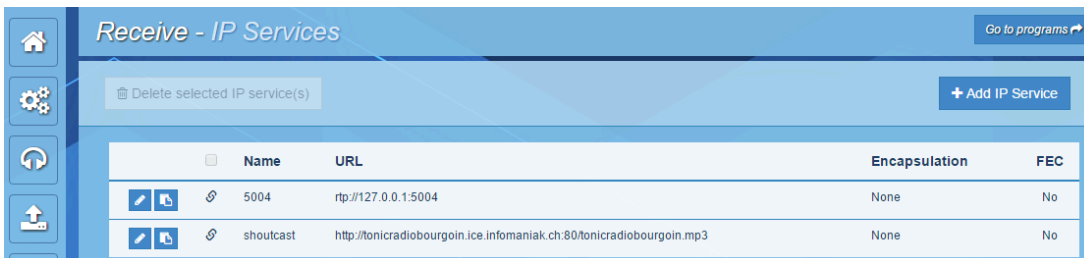 Receive - IP Services
Go to programs
Delete selected IP service(s)
+ Add IP Service
Name URL Encapsulation FEC
5004 rtp://127.0.0.1:5004 None No
shoutcast http://tonicradiobourgoin.ice.infomaniak.ch:80/tonicradiobourgoin.mp3 None No